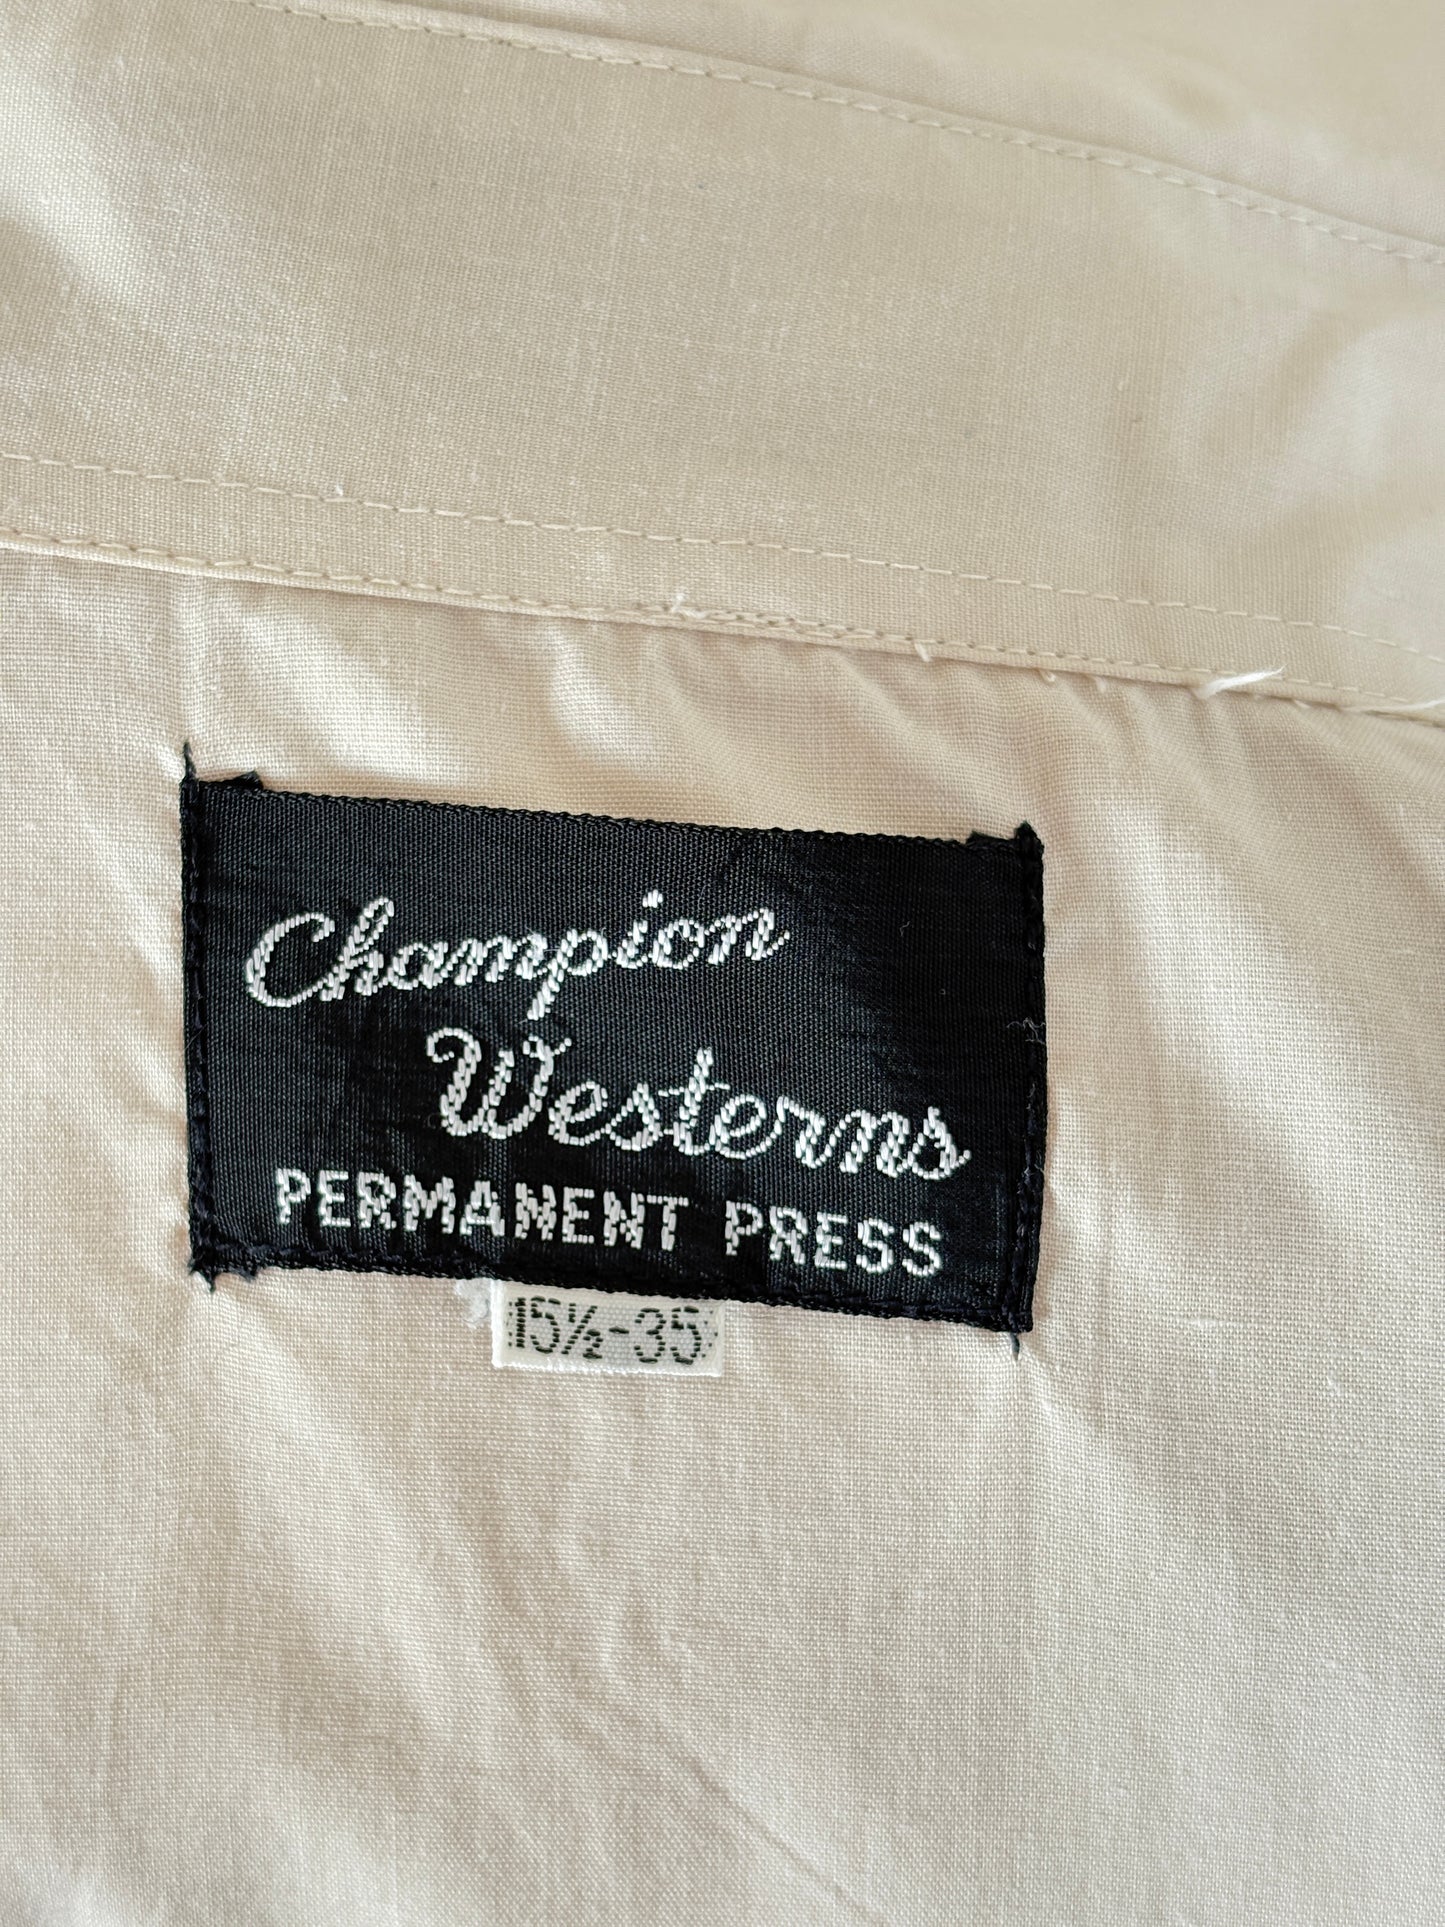 Champion
Westerns
PERMANENT PRESS
15½-35